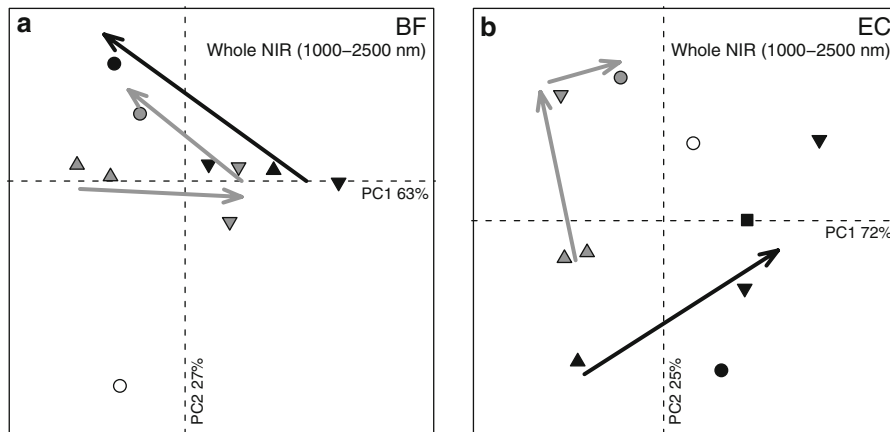 a
BF
Whole NIR (1000–2500 nm)
PC1 63%
PC2 27%
b
EC
Whole NIR (1000–2500 nm)
PC1 72%
PC2 25%